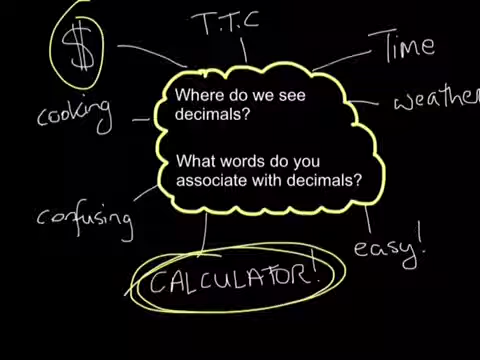 $
T.T.C
Time
cooking
weather
Where do we see
decimals?
What words do you
associate with decimals?
confusing
easy!
CALCULATOR!